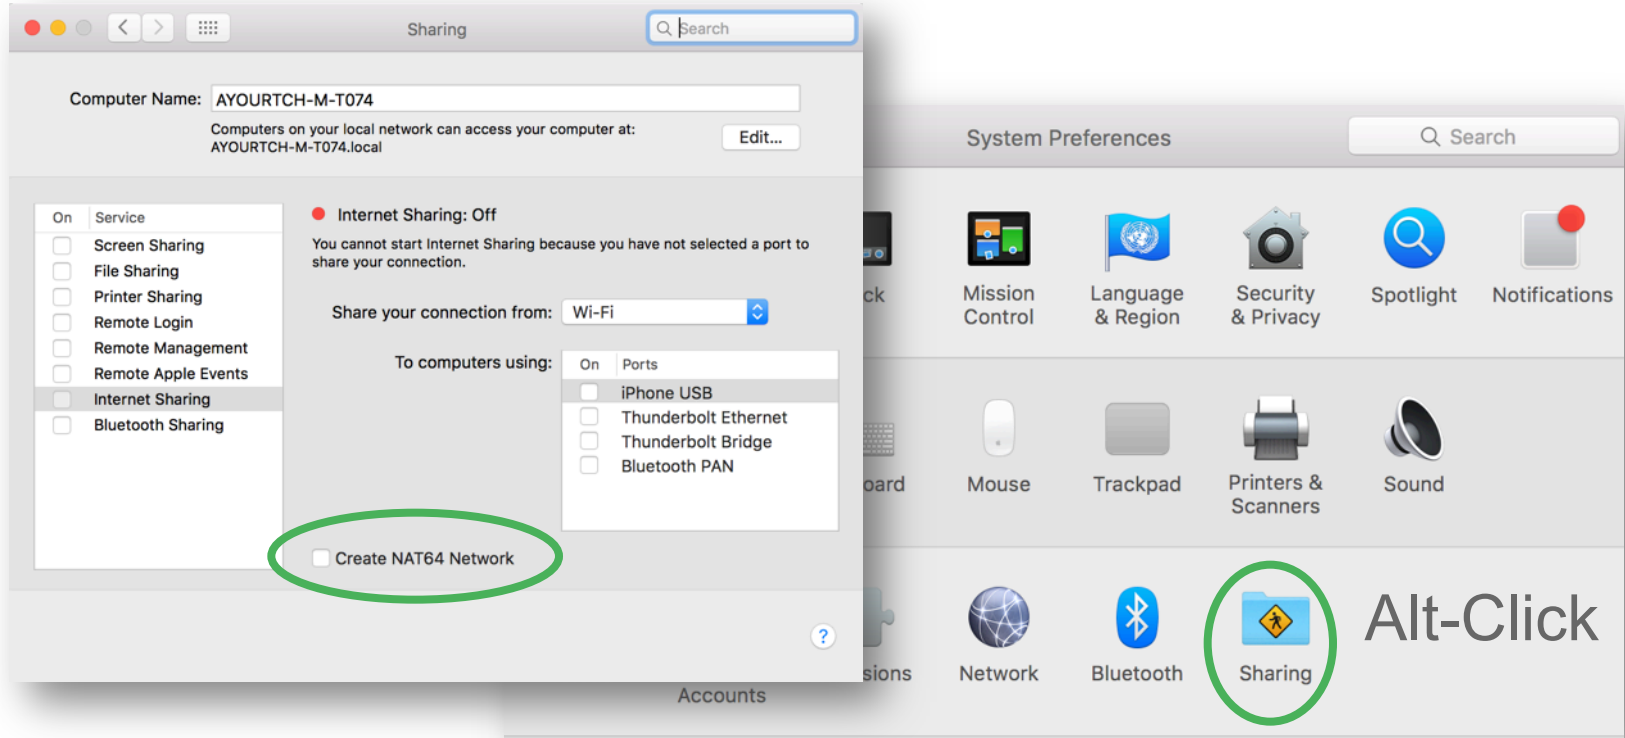 Sharing
Search
Computer Name:
AYOURTCH-M-T074
Computers on your local network can access your computer at:
AYOURTCH-M-T074.local
Edit...
On Service
Screen Sharing
File Sharing
Printer Sharing
Remote Login
Remote Management
Remote Apple Events
Internet Sharing
Bluetooth Sharing
Internet Sharing: Off
You cannot start Internet Sharing because you have not selected a port to
share your connection.
Share your connection from: Wi-Fi
To computers using:
On Ports
iPhone USB
Thunderbolt Ethernet
Thunderbolt Bridge
Bluetooth PAN
Create NAT64 Network
?
System Preferences
Search
ck
Mission
Control
Language
& Region
Security
& Privacy
Spotlight
Notifications
oard
Mouse
Trackpad
Printers &
Scanners
Sound
sions
Network
Bluetooth
Sharing
Alt-Click
Accounts